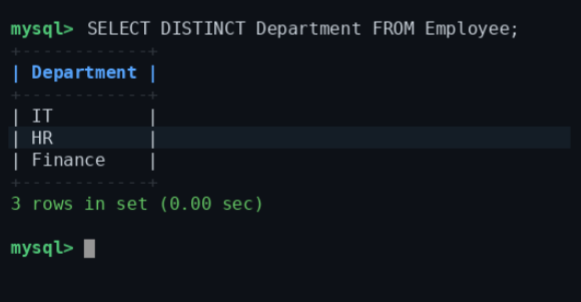 mysql> SELECT DISTINCT Department FROM Employee;
+------------+
| Department |
+------------+
| IT         |
| HR         |
| Finance    |
+------------+
3 rows in set (0.00 sec)
mysql>